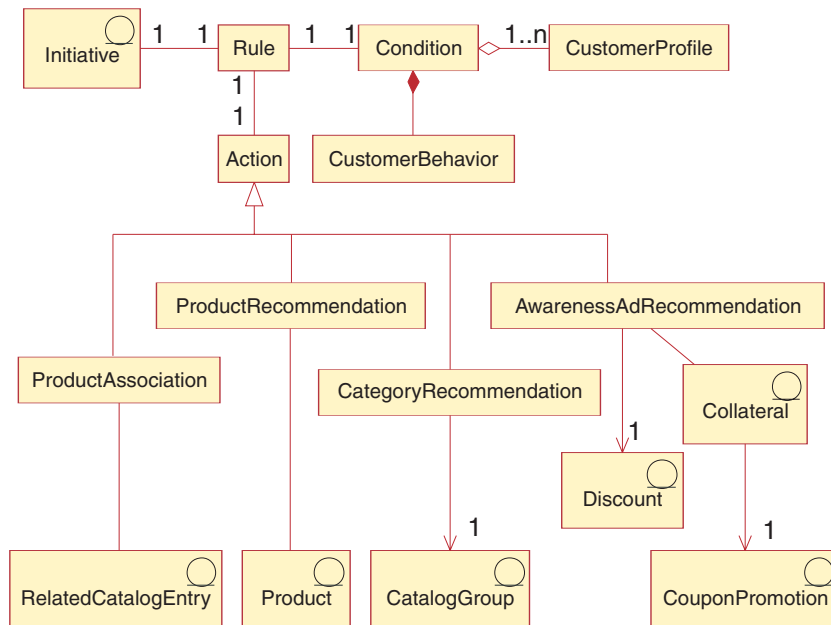 Initiative
1
1
Rule
1
1
Condition
1..n
CustomerProfile
1
1
Action
CustomerBehavior
ProductRecommendation
AwarenessAdRecommendation
ProductAssociation
CategoryRecommendation
Collateral
1
Discount
1
1
RelatedCatalogEntry
Product
CatalogGroup
CouponPromotion